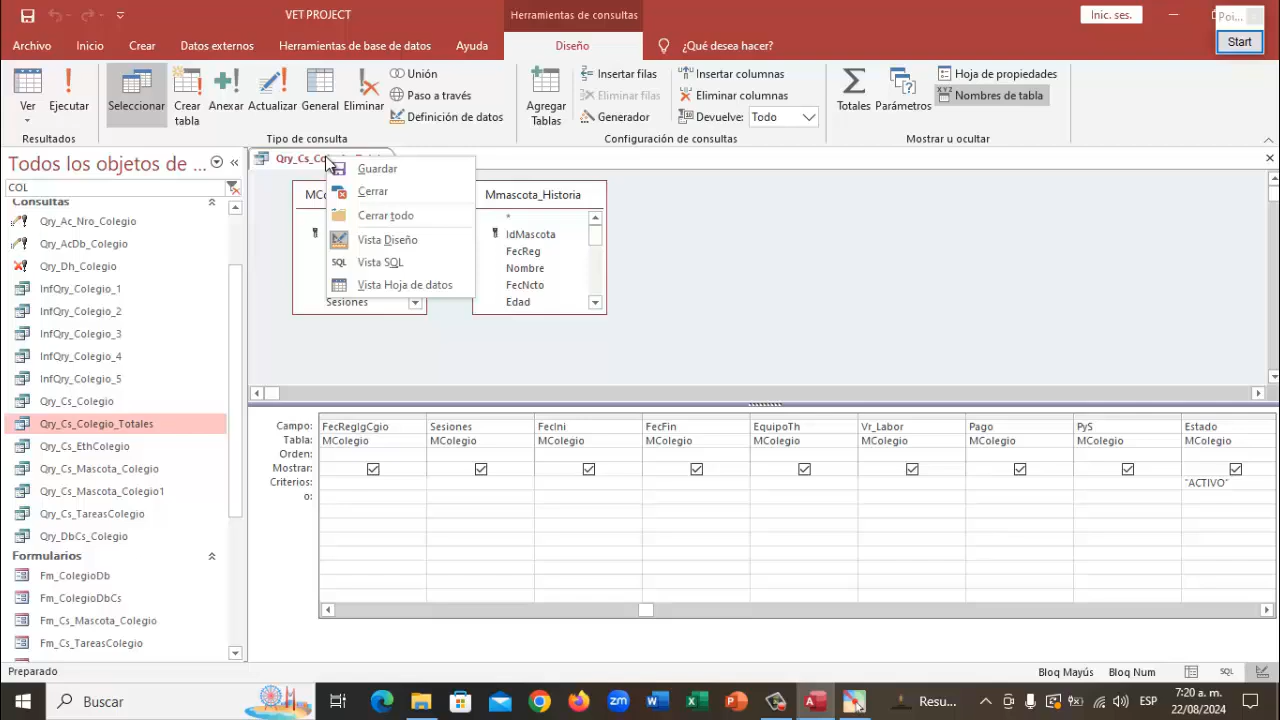 VET PROJECT
Herramientas de consultas
Inic. ses.
Poi...
Start
Archivo
Inicio
Crear
Datos externos
Herramientas de base de datos
Ayuda
Diseño
¿Qué desea hacer?
Ver
Ejecutar
Resultados
Seleccionar
Crear
tabla
Anexar
Actualizar
General
Eliminar
Unión
Paso a través
Definición de datos
Tipo de consulta
Agregar
Tablas
Insertar filas
Eliminar filas
Generador
Insertar columnas
Eliminar columnas
Devuelve: Todo
Configuración de consultas
Totales
Parámetros
Hoja de propiedades
Nombres de tabla
Mostrar u ocultar
Todos los objetos de ...
COL
Consultas
Qry_Ac_Nro_Colegio
Qry_AcDb_Colegio
Qry_Dh_Colegio
InfQry_Colegio_1
InfQry_Colegio_2
InfQry_Colegio_3
InfQry_Colegio_4
InfQry_Colegio_5
Qry_Cs_Colegio
Qry_Cs_Colegio_Totales
Qry_Cs_EthColegio
Qry_Cs_Mascota_Colegio
Qry_Cs_Mascota_Colegio1
Qry_Cs_TareasColegio
Qry_DbCs_Colegio
Formularios
Fm_ColegioDb
Fm_ColegioDbCs
Fm_Cs_Mascota_Colegio
Fm_Cs_TareasColegio
Guardar
Cerrar
Cerrar todo
Vista Diseño
SQL Vista SQL
Vista Hoja de datos
Sesiones
Mmascota_Historia
*
IdMascota
FecReg
Nombre
FecNcto
Edad
Campo: FecRegIgCgio Sesiones FecIni FecFin EquipoTh Vr_Labor Pago PyS Estado
Tabla: MColegio MColegio MColegio MColegio MColegio MColegio MColegio MColegio MColegio
Orden:
Mostrar:
Criterios: "ACTIVO"
o:
Preparado
Bloq Mayús
Bloq Num
SQL
Buscar
Resu...
ESP
7:20 a. m.
22/08/2024